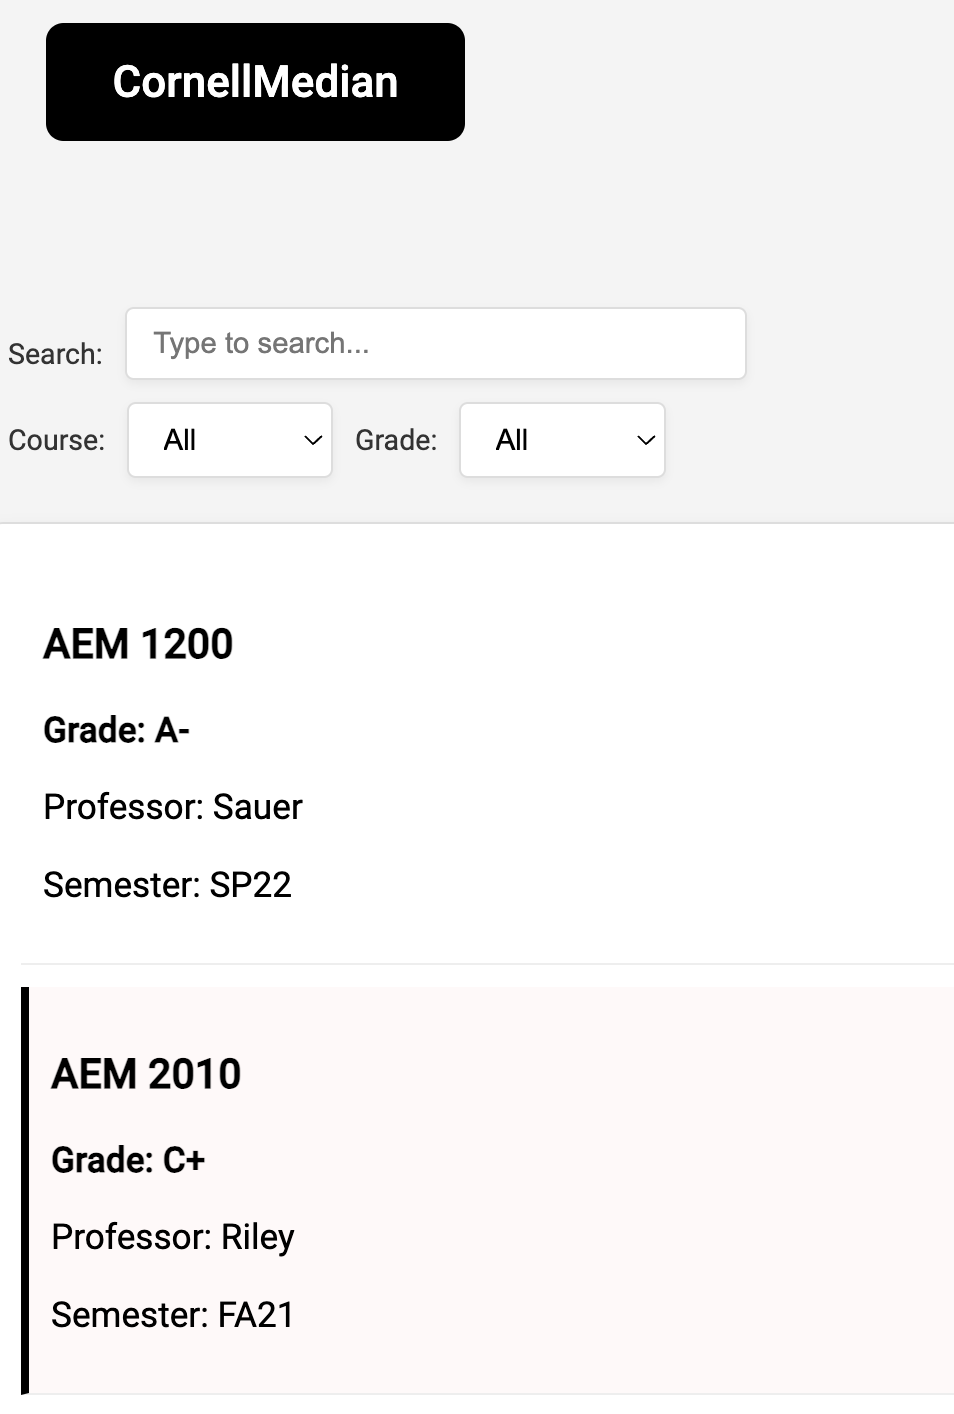 CornellMedian
Search: Type to search...
Course: All Grade: All
AEM 1200
Grade: A-
Professor: Sauer
Semester: SP22
AEM 2010
Grade: C+
Professor: Riley
Semester: FA21